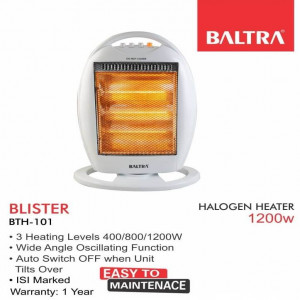 BALTRA
BALTRA
BLISTER
BTH-101
HALOGEN HEATER
1200w
• 3 Heating Levels 400/800/1200W
• Wide Angle Oscillating Function
• Auto Switch OFF when Unit
Tilts Over
• ISI Marked
Warranty: 1 Year
EASY TO
MAINTENACE